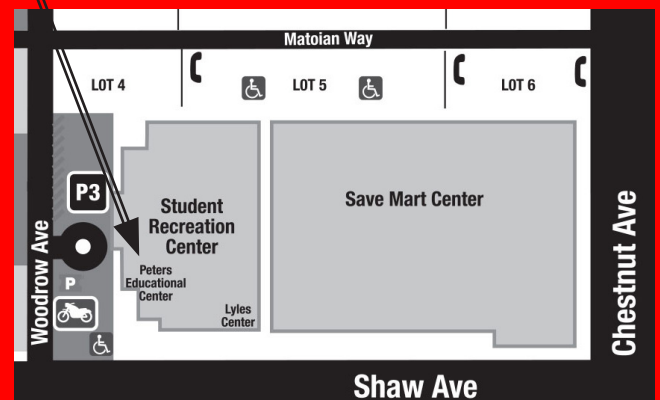 Matoian Way
LOT 4
LOT 5
LOT 6
P3
Student
Recreation
Center
Save Mart Center
Peters
Educational
Center
Lyles
Center
P
Woodrow Ave
Chestnut Ave
Shaw Ave